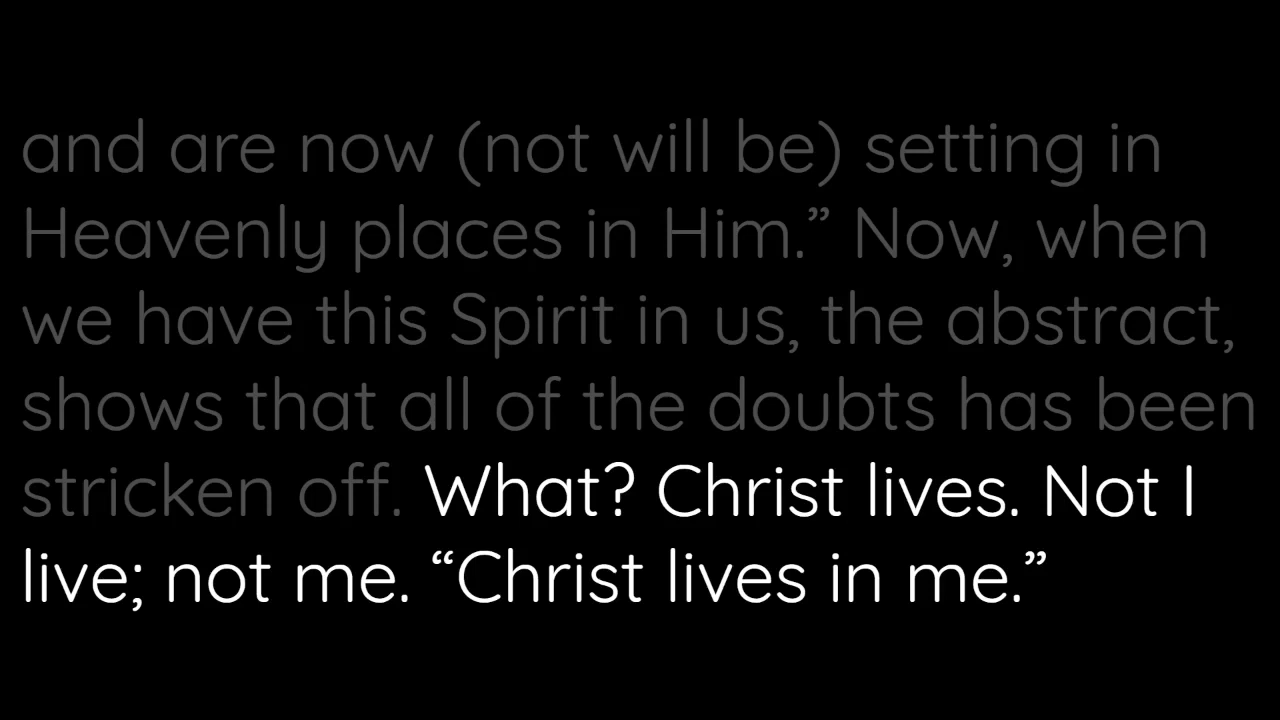 and are now (not will be) setting in
Heavenly places in Him.” Now, when
we have this Spirit in us, the abstract,
shows that all of the doubts has been
stricken off. What? Christ lives. Not I
live; not me. “Christ lives in me.”